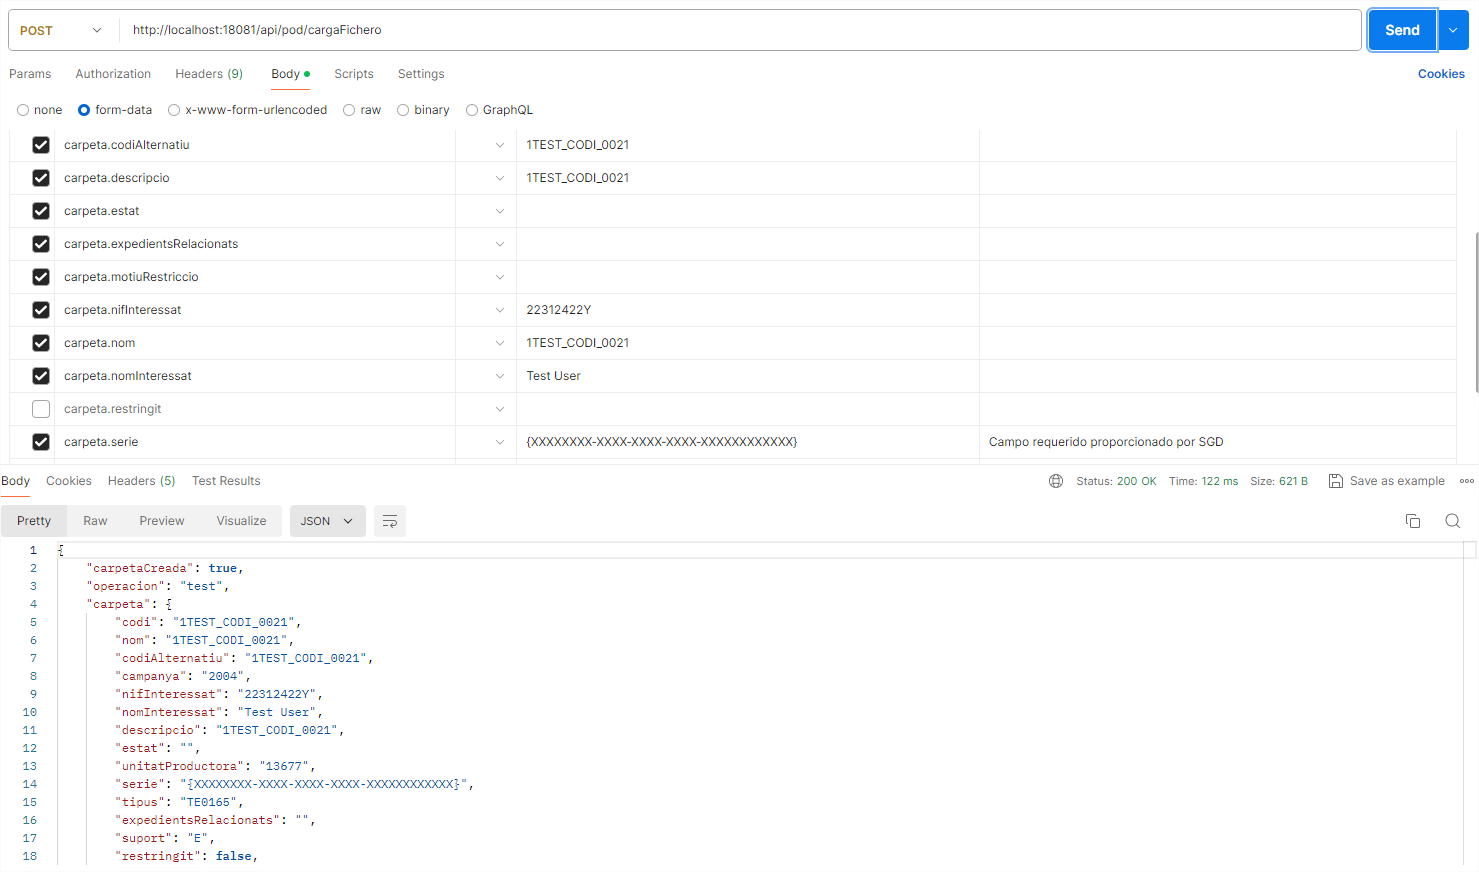 POST http://localhost:18081/api/pod/cargaFichero Send
Params Authorization Headers (9) Body Scripts Settings Cookies
none form-data x-www-form-urlencoded raw binary GraphQL
carpeta.codiAlternatiu 1TEST_CODI_0021
carpeta.descripcio 1TEST_CODI_0021
carpeta.estat
carpeta.expedientsRelacionats
carpeta.motiuRestriccio
carpeta.nifInteressat 22312422Y
carpeta.nom 1TEST_CODI_0021
carpeta.nomInteressat Test User
carpeta.restringit
carpeta.serie {XXXXXXXX-XXXX-XXXX-XXXX-XXXXXXXXXXXX} Campo requerido proporcionado por SGD
Body Cookies Headers (5) Test Results Status: 200 OK Time: 122 ms Size: 621 B Save as example
Pretty Raw Preview Visualize JSON
1 {
2 "carpetaCreada": true,
3 "operacion": "test",
4 "carpeta": {
5 "codi": "1TEST_CODI_0021",
6 "nom": "1TEST_CODI_0021",
7 "codiAlternatiu": "1TEST_CODI_0021",
8 "campanya": "2004",
9 "nifInteressat": "22312422Y",
10 "nomInteressat": "Test User",
11 "descripcio": "1TEST_CODI_0021",
12 "estat": "",
13 "unitatProductora": "13677",
14 "serie": "{XXXXXXXX-XXXX-XXXX-XXXX-XXXXXXXXXXXX}",
15 "tipus": "TE0165",
16 "expedientsRelacionats": "",
17 "suport": "E",
18 "restringit": false,